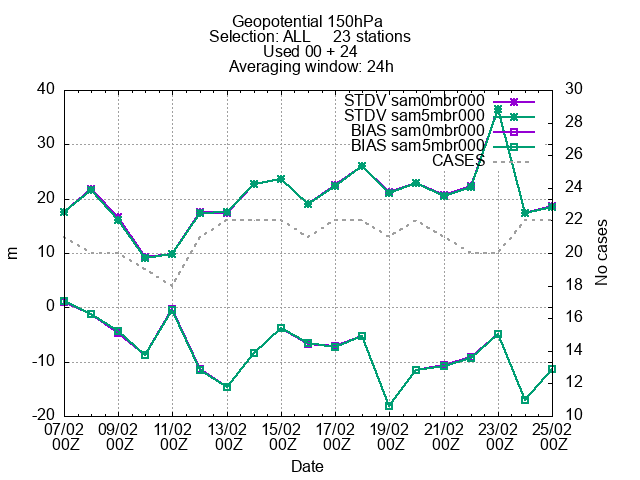 Geopotential 150hPa
Selection: ALL     23 stations
Used 00 + 24
Averaging window: 24h
STDV sam0mbr000
STDV sam5mbr000
BIAS sam0mbr000
BIAS sam5mbr000
CASES
40
30
20
10
0
-10
-20
m
30
28
26
24
22
20
18
16
14
12
10
No cases
07/02 09/02 11/02 13/02 15/02 17/02 19/02 21/02 23/02 25/02
00Z 00Z 00Z 00Z 00Z 00Z 00Z 00Z 00Z 00Z
Date